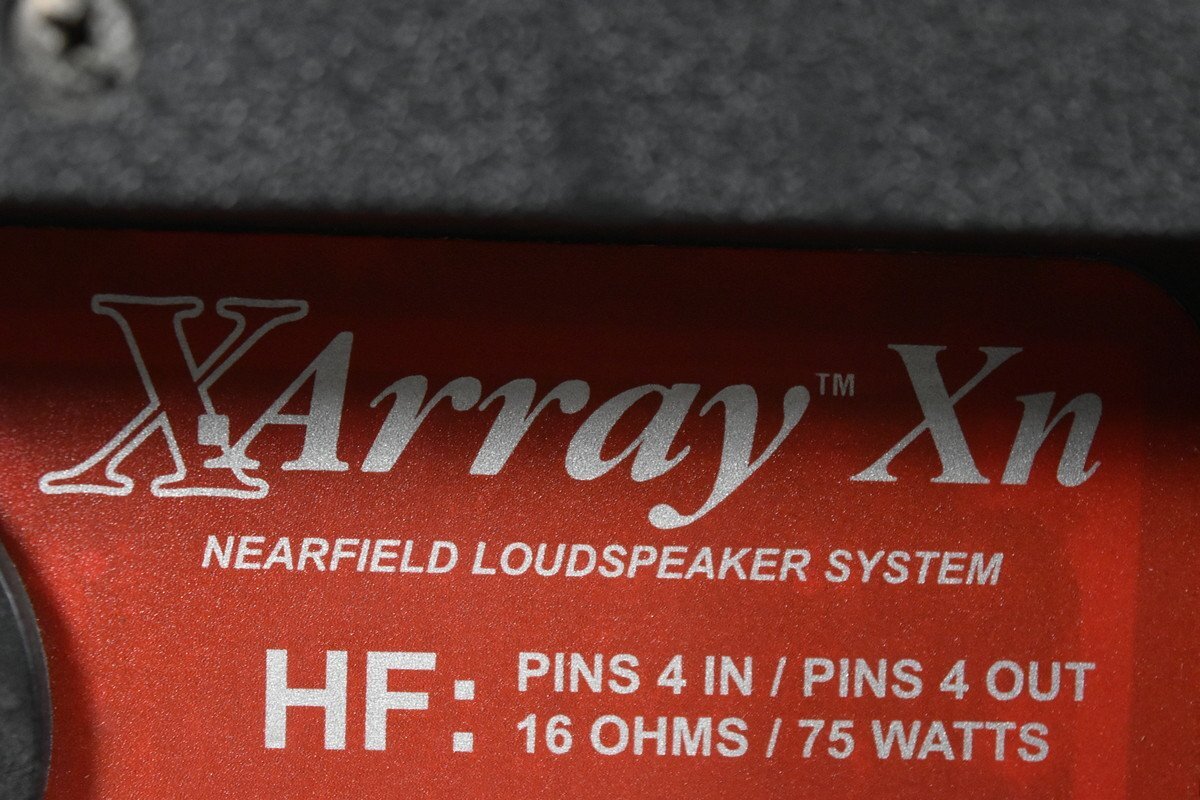 XArray™ Xn
NEARFIELD LOUDSPEAKER SYSTEM
HF: PINS 4 IN / PINS 4 OUT
16 OHMS / 75 WATTS